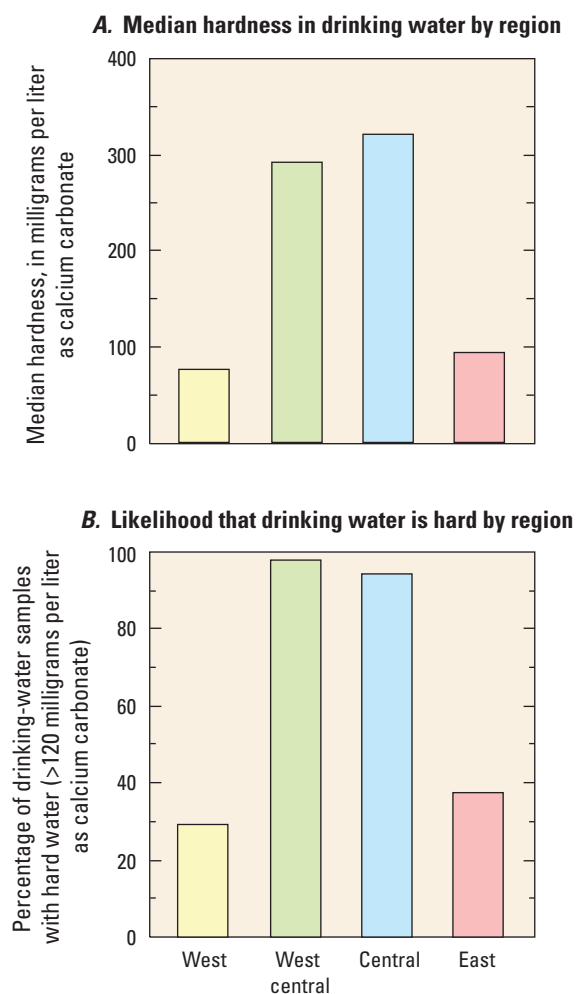 A. Median hardness in drinking water by region
Median hardness, in milligrams per liter
as calcium carbonate
400
300
200
100
0
B. Likelihood that drinking water is hard by region
Percentage of drinking-water samples
with hard water (>120 milligrams per liter
as calcium carbonate)
100
80
60
40
20
0
West
West
central
Central
East